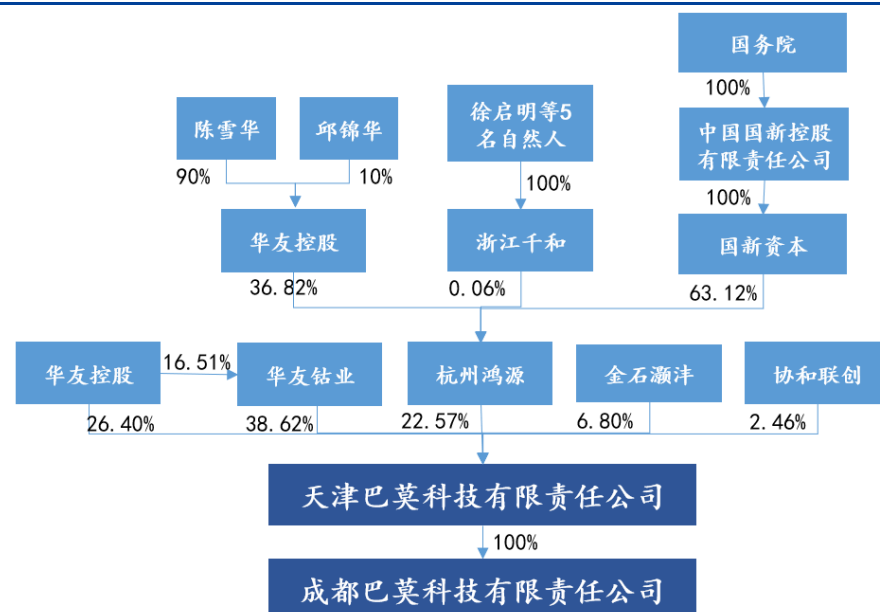 国务院
100%
陈雪华
邱锦华
徐启明等5
名自然人
中国国新控股
有限责任公司
90%
10%
100%
100%
华友控股
浙江千和
国新资本
36.82%
0.06%
63.12%
华友控股
16.51%
华友钴业
杭州鸿源
金石灏沣
协和联创
26.40%
38.62%
22.57%
6.80%
2.46%
天津巴莫科技有限责任公司
100%
成都巴莫科技有限责任公司